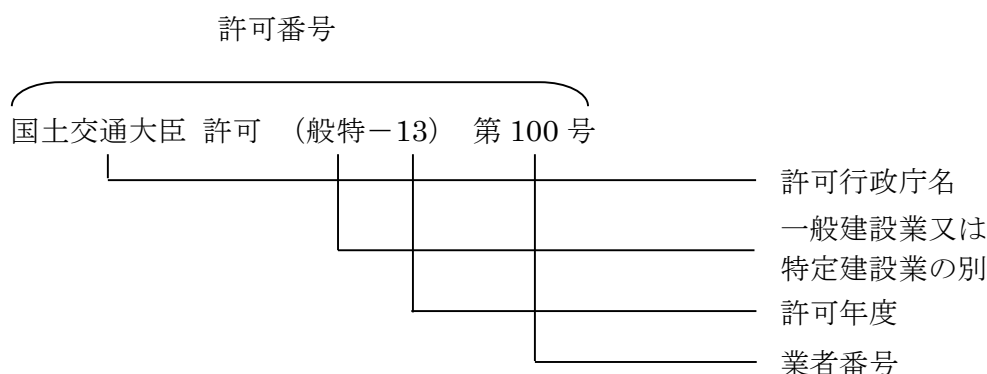 許可番号
国土交通大臣 許可 （般特－13） 第 100 号
許可行政庁名
一般建設業又は
特定建設業の別
許可年度
業者番号